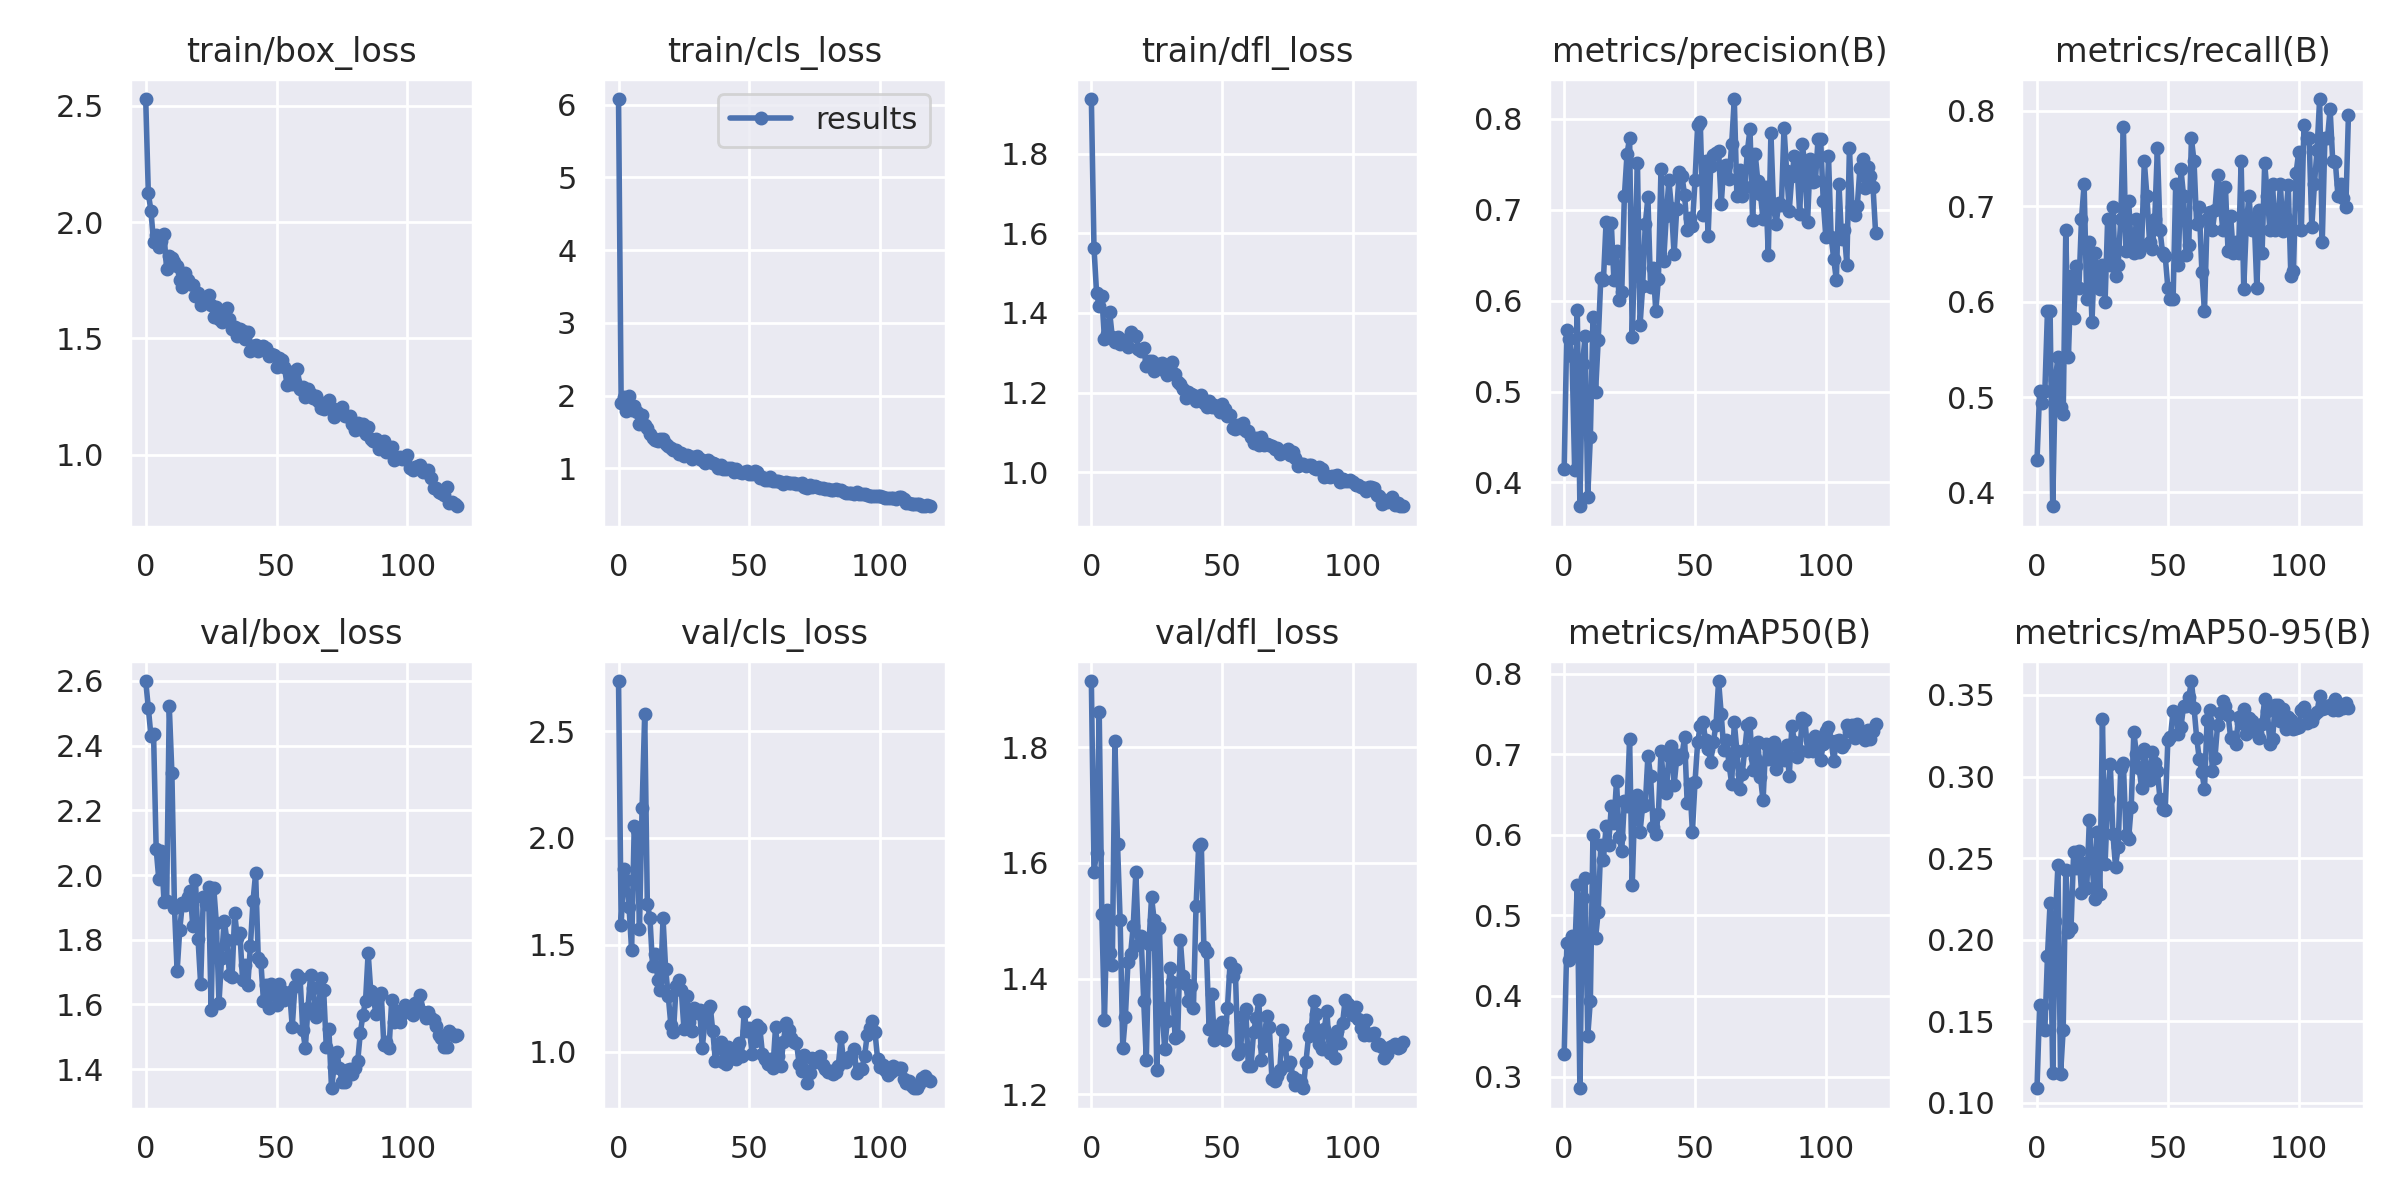 train/box_loss
2.5
2.0
1.5
1.0
0 50 100
train/cls_loss
results
6
5
4
3
2
1
0 50 100
train/dfl_loss
1.8
1.6
1.4
1.2
1.0
0 50 100
metrics/precision(B)
0.8
0.7
0.6
0.5
0.4
0 50 100
metrics/recall(B)
0.8
0.7
0.6
0.5
0.4
0 50 100
val/box_loss
2.6
2.4
2.2
2.0
1.8
1.6
1.4
0 50 100
val/cls_loss
2.5
2.0
1.5
1.0
0 50 100
val/dfl_loss
1.8
1.6
1.4
1.2
0 50 100
metrics/mAP50(B)
0.8
0.7
0.6
0.5
0.4
0.3
0 50 100
metrics/mAP50-95(B)
0.35
0.30
0.25
0.20
0.15
0.10
0 50 100